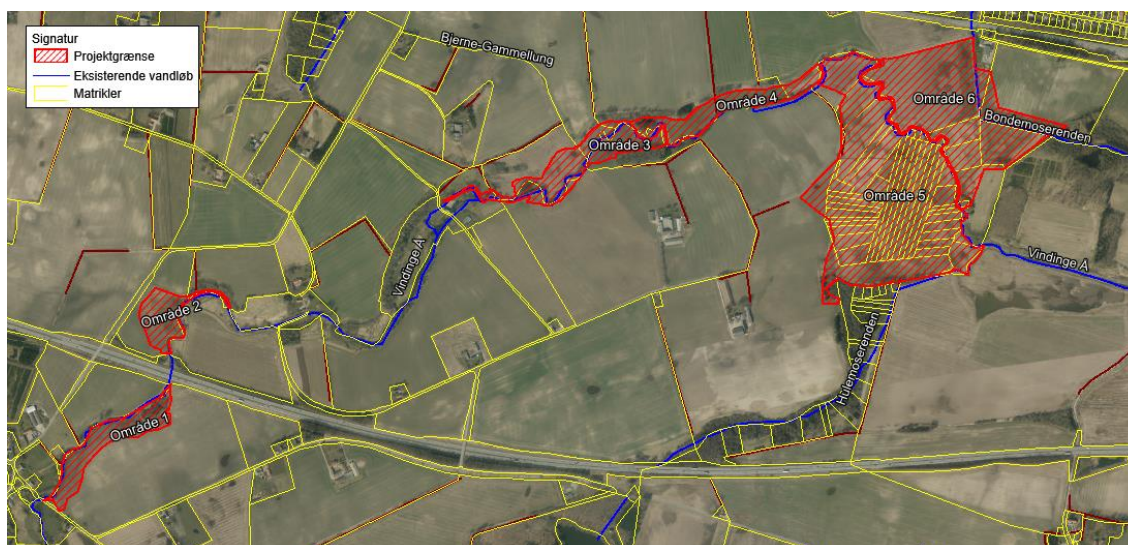 Signatur
Projektgrænse
Eksisterende vandløb
Matrikler
Bjerne-Gammellung
Område 4
Område 6
Bondemoserenden
Område 3
Område 5
Vindinge Å
Vindinge Å
Område 2
Hulemoserenden
Område 1